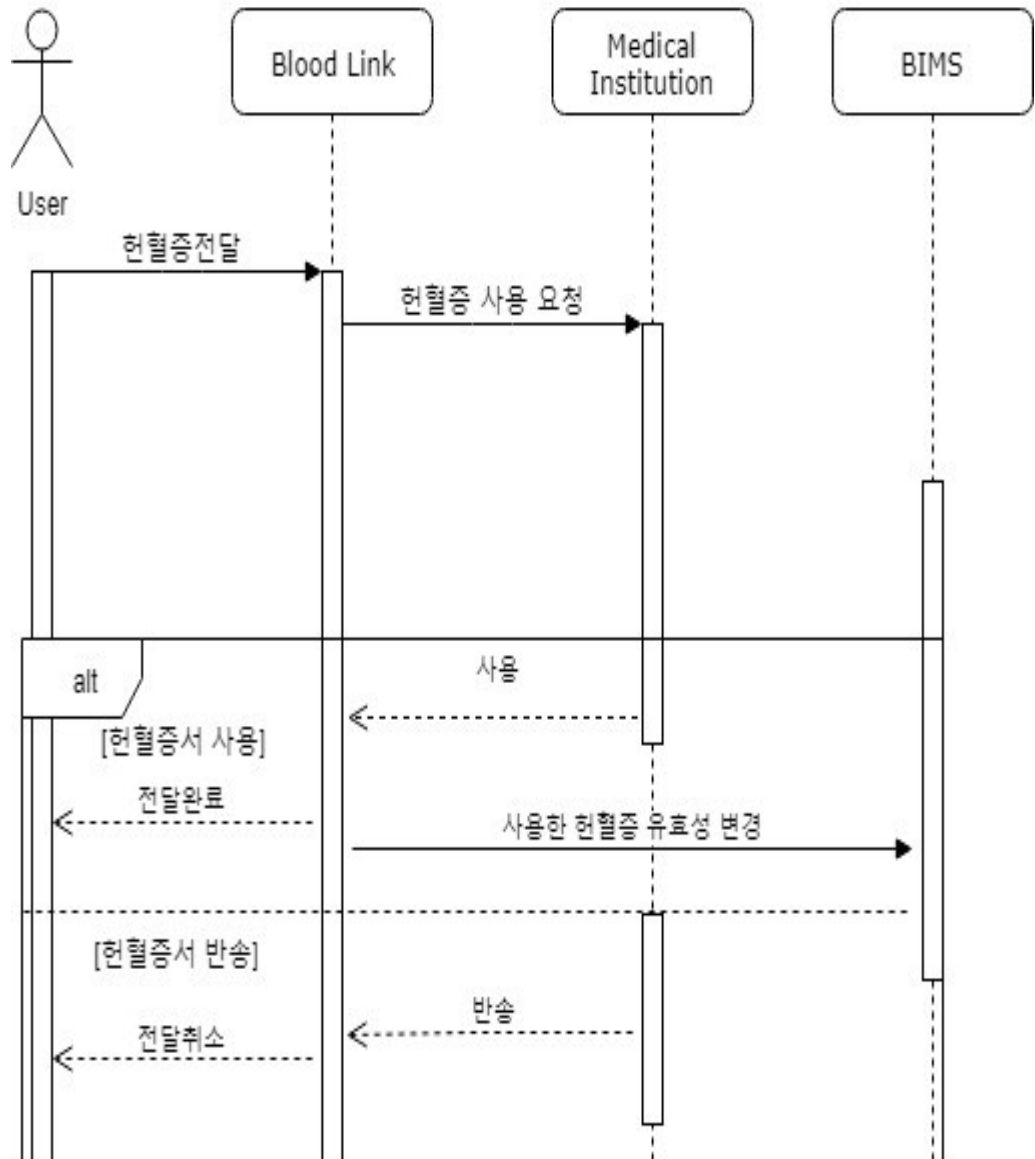 Blood Link
Medical
Institution
BIMS
User
헌혈증전달
헌혈증 사용 요청
alt
사용
[헌혈증서 사용]
전달완료
사용한 헌혈증 유효성 변경
[헌혈증서 반송]
반송
전달취소